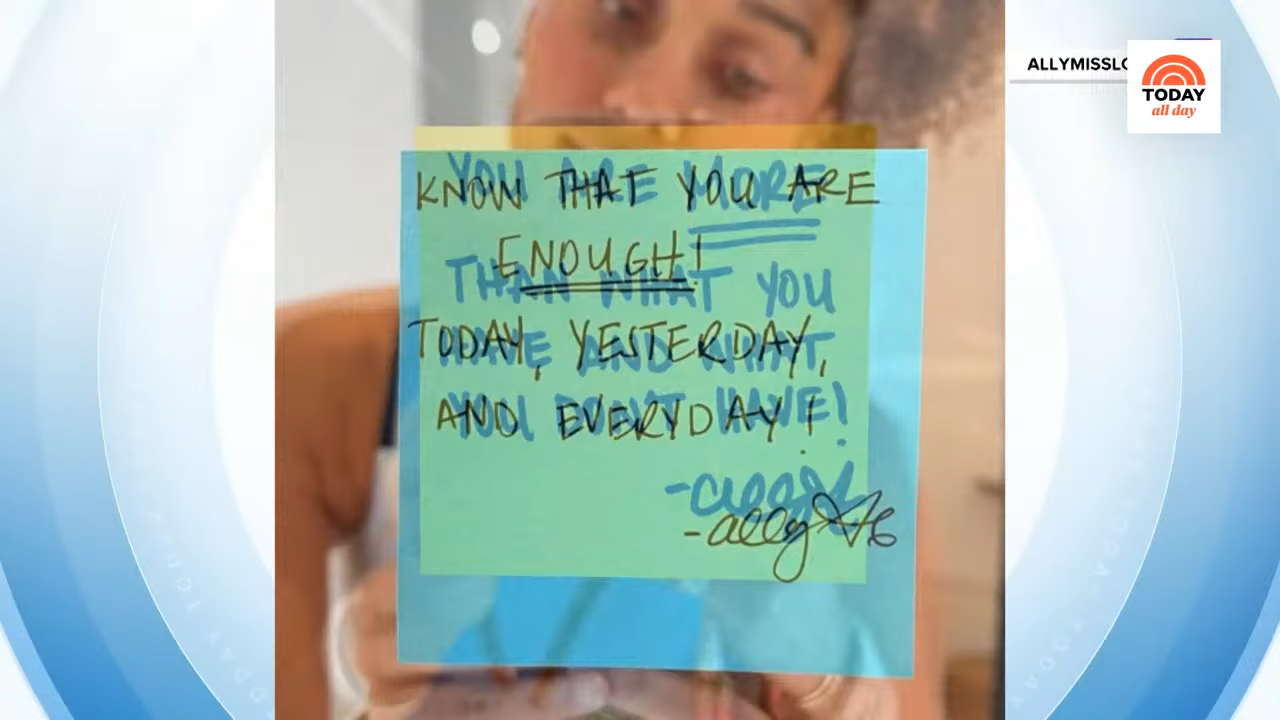 ALLYMISSLO
TODAY
all day
KNOW THAT YOU ARE
ENOUGH!
TODAY, YESTERDAY,
AND EVERYDAY!
-ally
YOU ARE MORE
THAN WHAT YOU
HAVE AND WHAT
YOU DON'T HAVE!
-ally